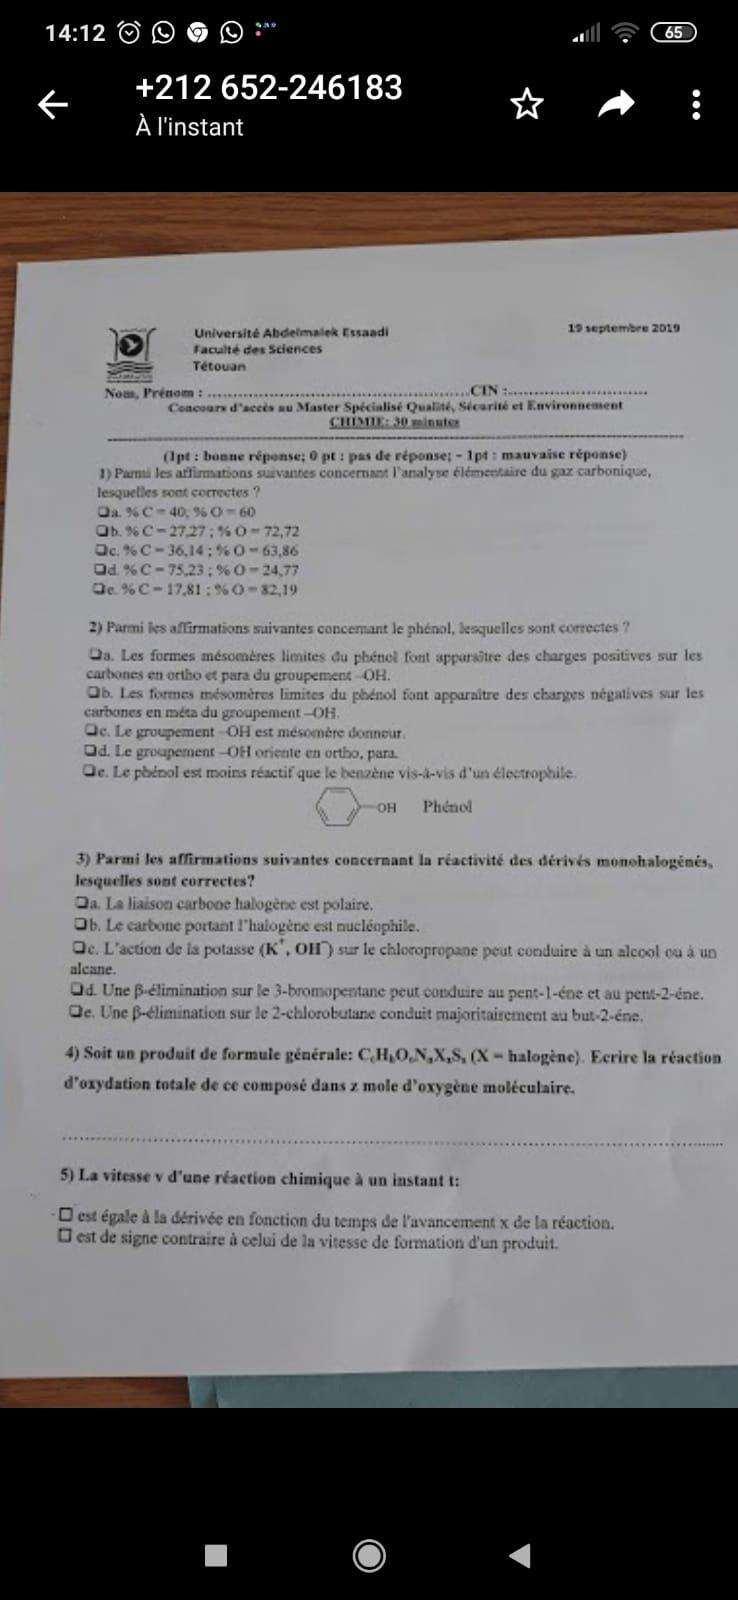 14:12
65
+212 652-246183
À l'instant
Université Abdelmalek Essaadi
19 septembre 2019
Faculté des Sciences
Tétouan
Nom, Prénom : ................................................CIN :.........................
Concours d'accès au Master Spécialisé Qualité, Sécurité et Environnement
CHIMIE: 30 minutes
(1pt : bonne réponse; 0 pt : pas de réponse; - 1pt : mauvaise réponse)
1) Parmi les affirmations suivantes concernant l'analyse élémentaire du gaz carbonique,
lesquelles sont correctes ?
❑a. % C = 40; % O = 60
❑b. % C = 27,27 ; % O = 72,72
❑c. % C = 36,14 ; % O = 63,86
❑d. % C = 75,23 ; % O = 24,77
❑e. % C = 17,81 ; % O = 82,19
2) Parmi les affirmations suivantes concernant le phénol, lesquelles sont correctes ?
❑a. Les formes mésomères limites du phénol font apparaître des charges positives sur les
carbones en ortho et para du groupement –OH.
❑b. Les formes mésomères limites du phénol font apparaître des charges négatives sur les
carbones en méta du groupement –OH.
❑c. Le groupement –OH est mésomère donneur.
❑d. Le groupement –OH oriente en ortho, para.
❑e. Le phénol est moins réactif que le benzène vis-à-vis d'un électrophile.
OH Phénol
3) Parmi les affirmations suivantes concernant la réactivité des dérivés monohalogénés,
lesquelles sont correctes?
❑a. La liaison carbone halogène est polaire.
❑b. Le carbone portant l'halogène est nucléophile.
❑c. L'action de la potasse (K⁺, OH⁻) sur le chloropropane peut conduire à un alcool ou à un
alcane.
❑d. Une β-élimination sur le 3-bromopentane peut conduire au pent-1-éne et au pent-2-éne.
❑e. Une β-élimination sur le 2-chlorobutane conduit majoritairement au but-2-éne.
4) Soit un produit de formule générale: (X = halogène). Ecrire la réaction
d'oxydation totale de ce composé dans z mole d'oxygène moléculaire.
5) La vitesse v d'une réaction chimique à un instant t:
☐ est égale à la dérivée en fonction du temps de l'avancement x de la réaction.
☐ est de signe contraire à celui de la vitesse de formation d'un produit.